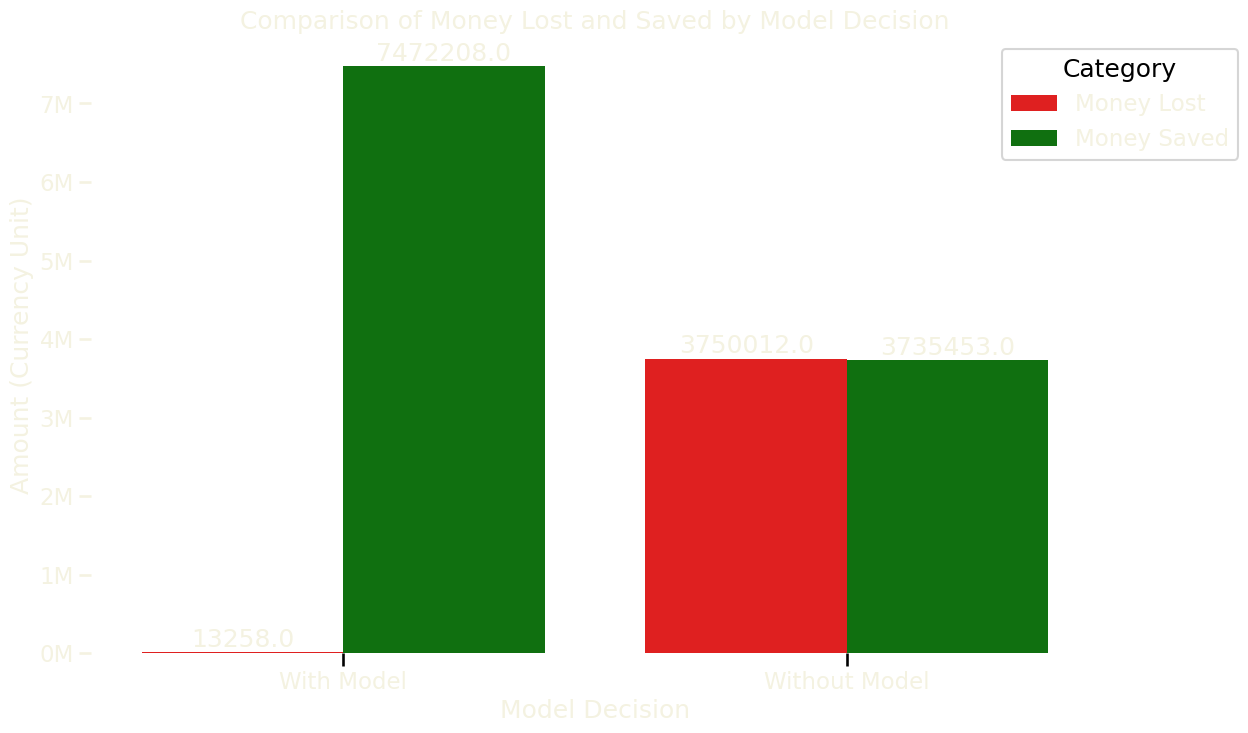 Comparison of Money Lost and Saved by Model Decision
Category
Money Lost
Money Saved
Amount (Currency Unit)
7M
6M
5M
4M
3M
2M
1M
0M
13258.0
7472208.0
3750012.0
3735453.0
With Model
Without Model
Model Decision